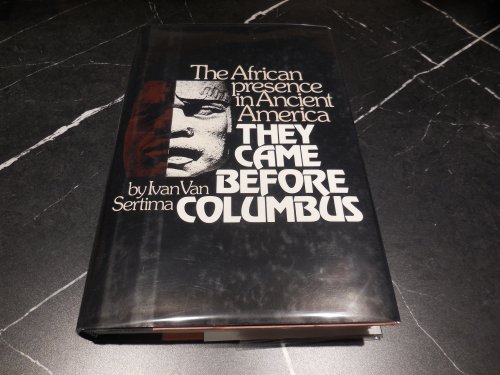 The African
presence
in Ancient
America
THEY
CAME
BEFORE
COLUMBUS
by Ivan Van
Sertima